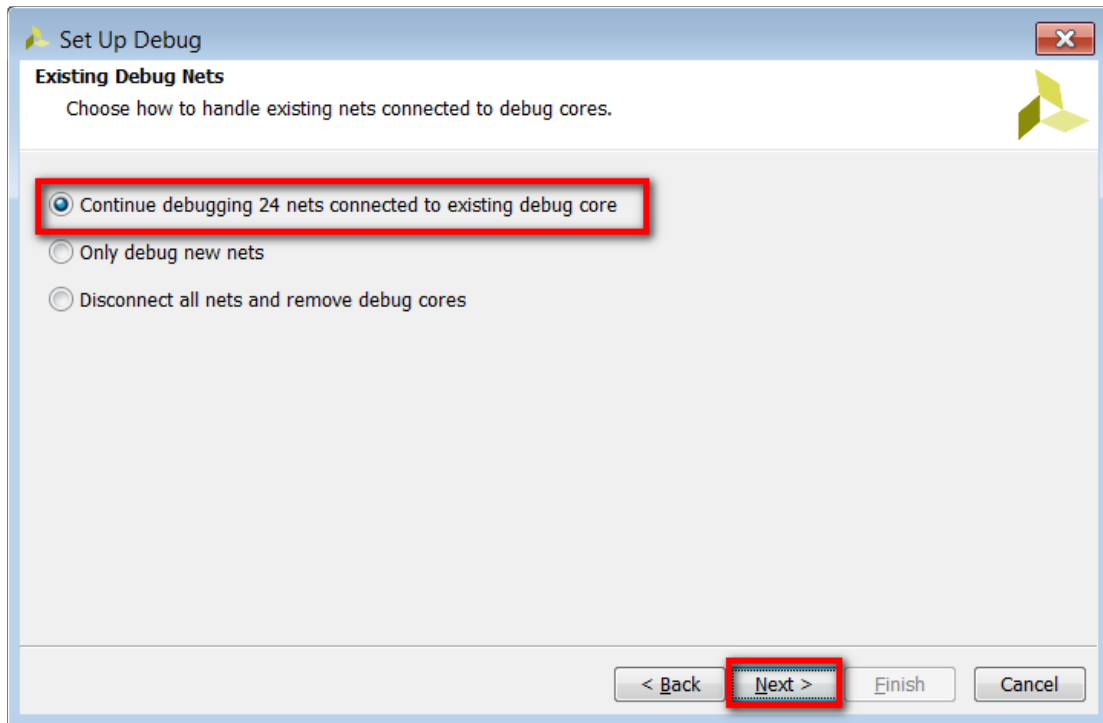 Set Up Debug
Existing Debug Nets
Choose how to handle existing nets connected to debug cores.
Continue debugging 24 nets connected to existing debug core
Only debug new nets
Disconnect all nets and remove debug cores
< Back Next > Finish Cancel